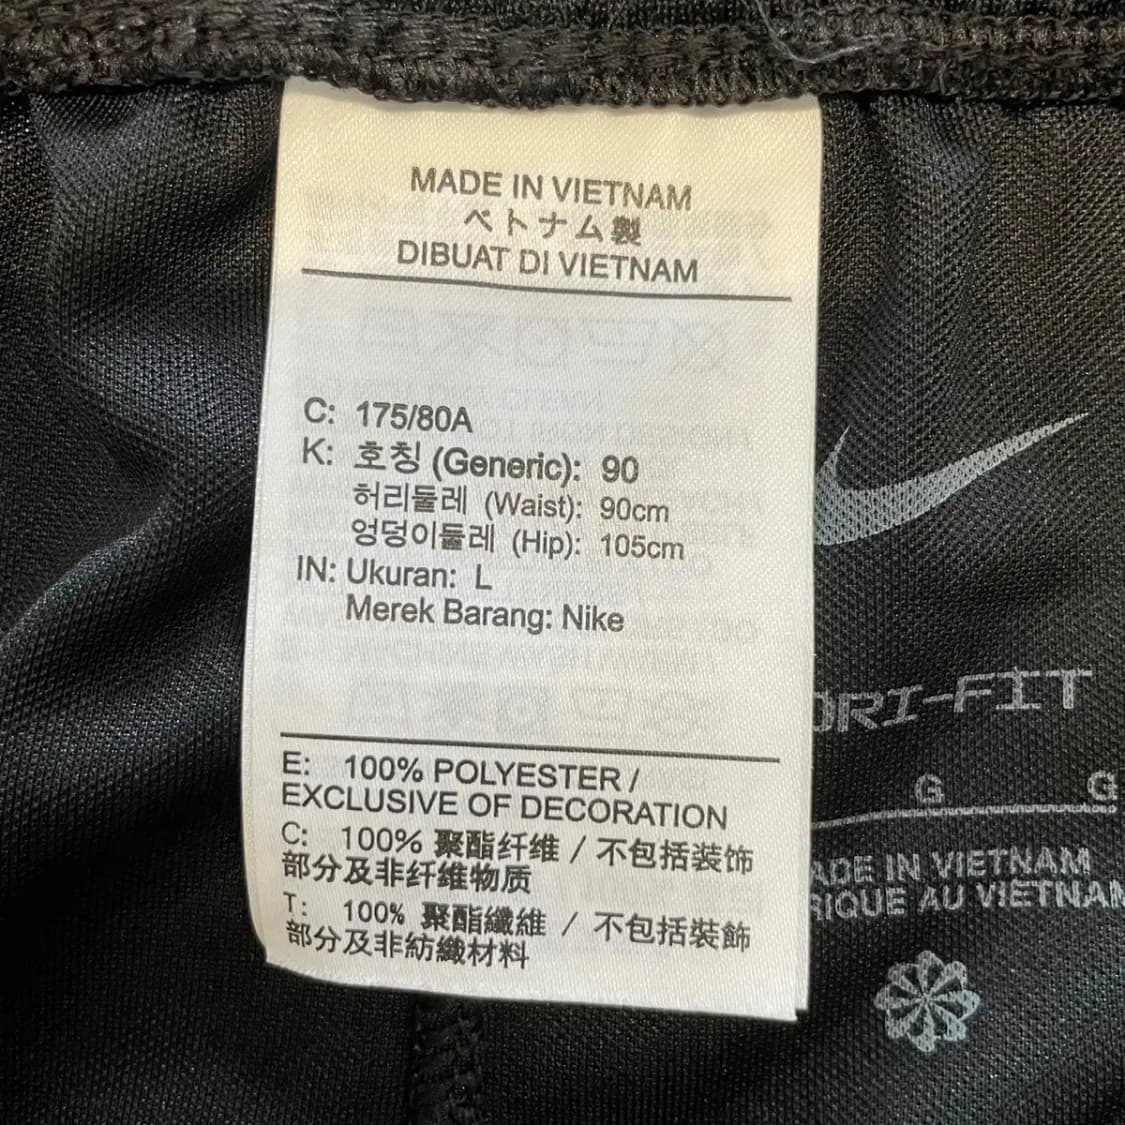 MADE IN VIETNAM
ベトナム製
DIBUAT DI VIETNAM
C: 175/80A
K: 호칭 (Generic): 90
허리둘레 (Waist): 90cm
엉덩이둘레 (Hip): 105cm
IN: Ukuran: L
Merek Barang: Nike
E: 100% POLYESTER /
EXCLUSIVE OF DECORATION
C: 100% 聚酯纤维 / 不包括装饰
部分及非纤维物质
T: 100% 聚酯纖維 / 不包括裝飾
部分及非紡織材料
DRI-FIT
G G
ADE IN VIETNAM
RIQUE AU VIETNAM